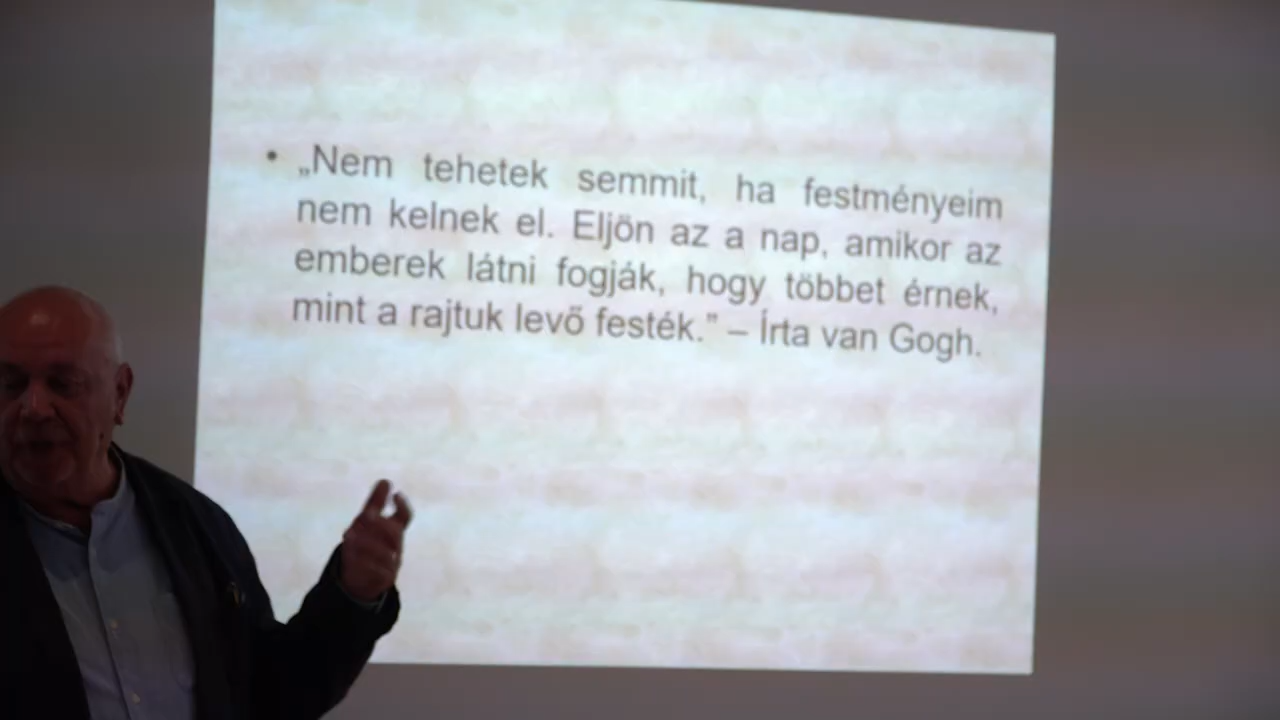 • „Nem tehetek semmit, ha festményeim
nem kelnek el. Eljön az a nap, amikor az
emberek látni fogják, hogy többet érnek,
mint a rajtuk levő festék.” – Írta van Gogh.